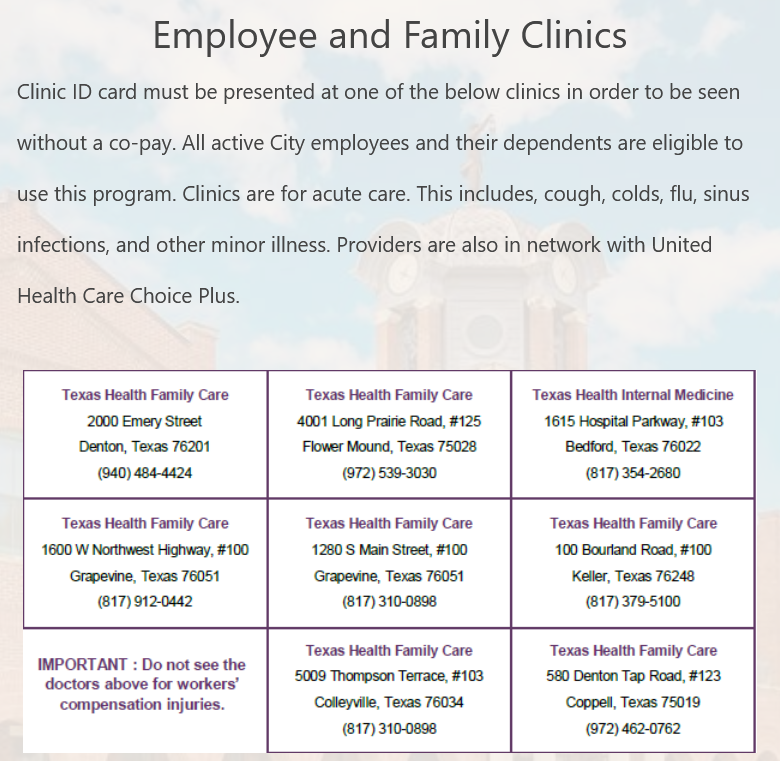 Employee and Family Clinics
Clinic ID card must be presented at one of the below clinics in order to be seen
without a co-pay. All active City employees and their dependents are eligible to
use this program. Clinics are for acute care. This includes, cough, colds, flu, sinus
infections, and other minor illness. Providers are also in network with United
Health Care Choice Plus.
Texas Health Family Care
2000 Emery Street
Denton, Texas 76201
(940) 484-4424
Texas Health Family Care
4001 Long Prairie Road, #125
Flower Mound, Texas 75028
(972) 539-3030
Texas Health Internal Medicine
1615 Hospital Parkway, #103
Bedford, Texas 76022
(817) 354-2680
Texas Health Family Care
1600 W Northwest Highway, #100
Grapevine, Texas 76051
(817) 912-0442
Texas Health Family Care
1280 S Main Street, #100
Grapevine, Texas 76051
(817) 310-0898
Texas Health Family Care
100 Bourland Road, #100
Keller, Texas 76248
(817) 379-5100
IMPORTANT : Do not see the
doctors above for workers'
compensation injuries.
Texas Health Family Care
5009 Thompson Terrace, #103
Colleyville, Texas 76034
(817) 310-0898
Texas Health Family Care
580 Denton Tap Road, #123
Coppell, Texas 75019
(972) 462-0762